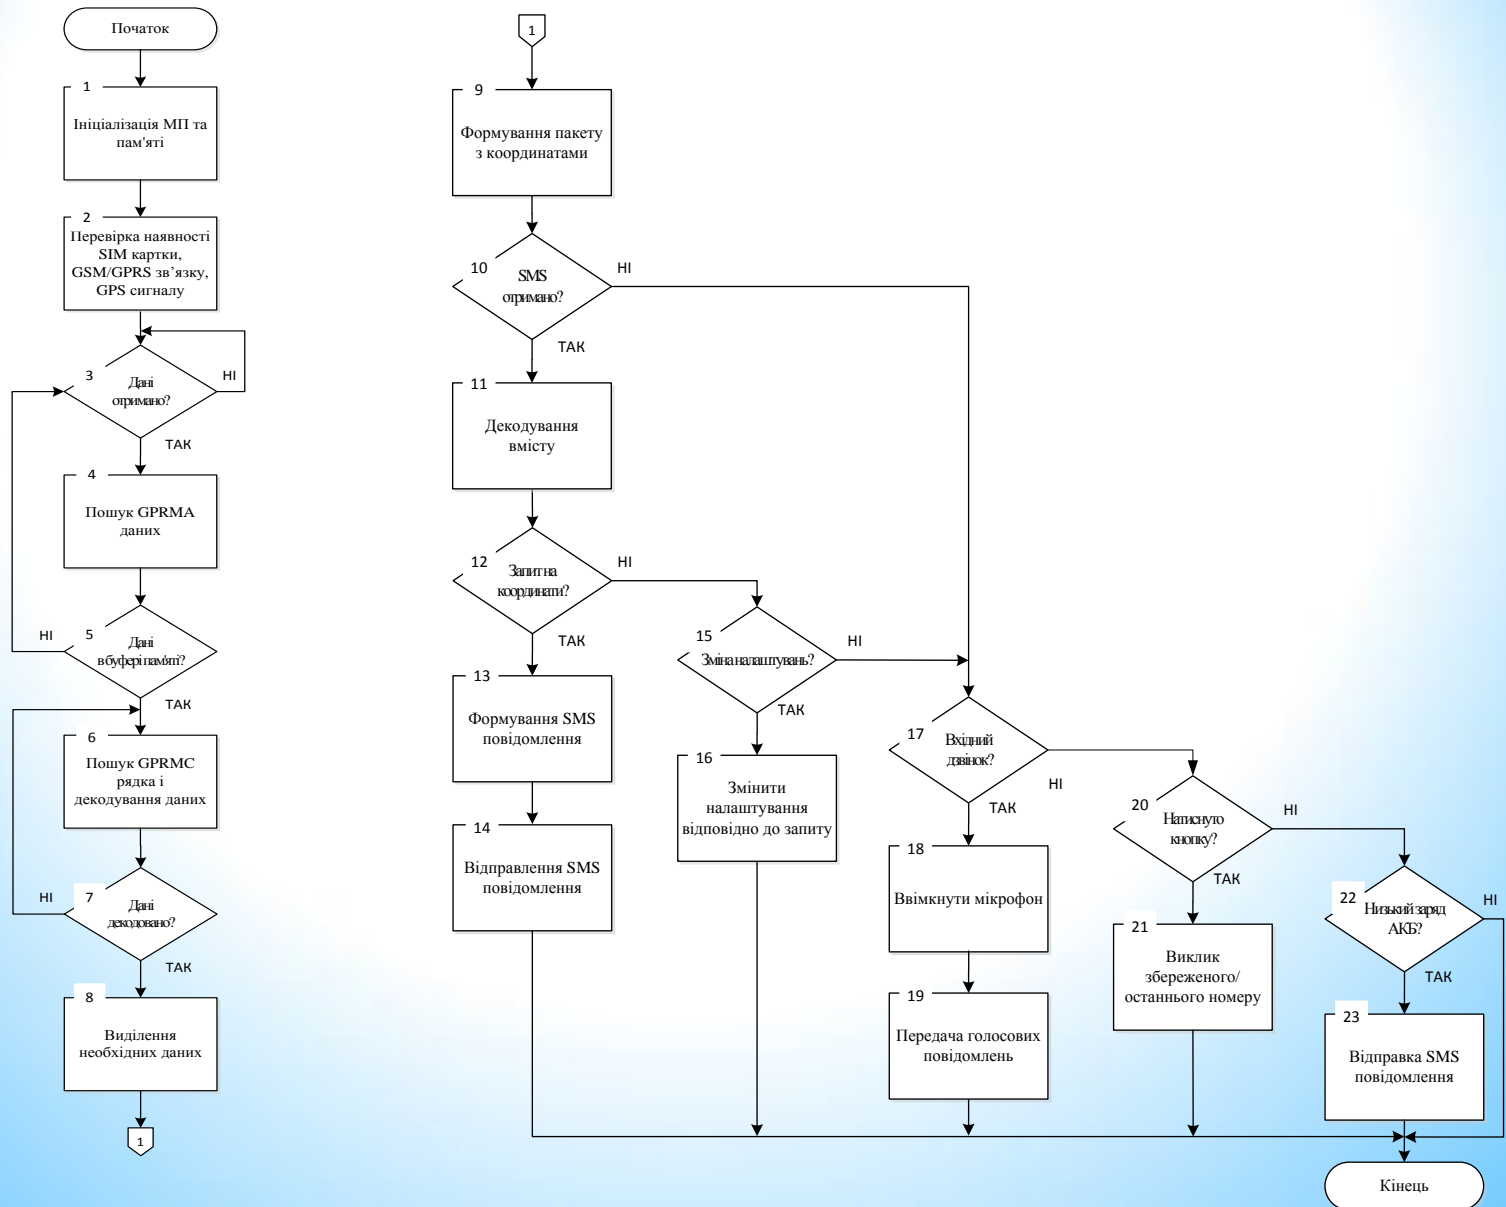 Початок
1
Ініціалізація МП та
пам'яті
2
Перевірка наявності
SIM картки,
GSM/GPRS зв’язку,
GPS сигналу
3
Дані
отримано?
НІ
ТАК
4
Пошук GPRMA
даних
5
Дані
в буфері пам'яті?
НІ
ТАК
6
Пошук GPRMC
рядка і
декодування даних
7
Дані
декодовано?
НІ
ТАК
8
Виділення
необхідних даних
1
1
9
Формування пакету
з координатами
10
SMS
отримано?
НІ
ТАК
11
Декодування
вмісту
12
Запит на
координати?
НІ
ТАК
13
Формування SMS
повідомлення
14
Відправлення SMS
повідомлення
15
Зміна налаштувань?
НІ
ТАК
16
Змінити
налаштування
відповідно до запиту
17
Вхідний
дзвінок?
НІ
ТАК
18
Ввімкнути мікрофон
19
Передача голосових
повідомлень
20
Натиснуто
кнопку?
НІ
ТАК
21
Виклик
збереженого/
останнього номеру
22
Низький заряд
АКБ?
НІ
ТАК
23
Відправка SMS
повідомлення
Кінець